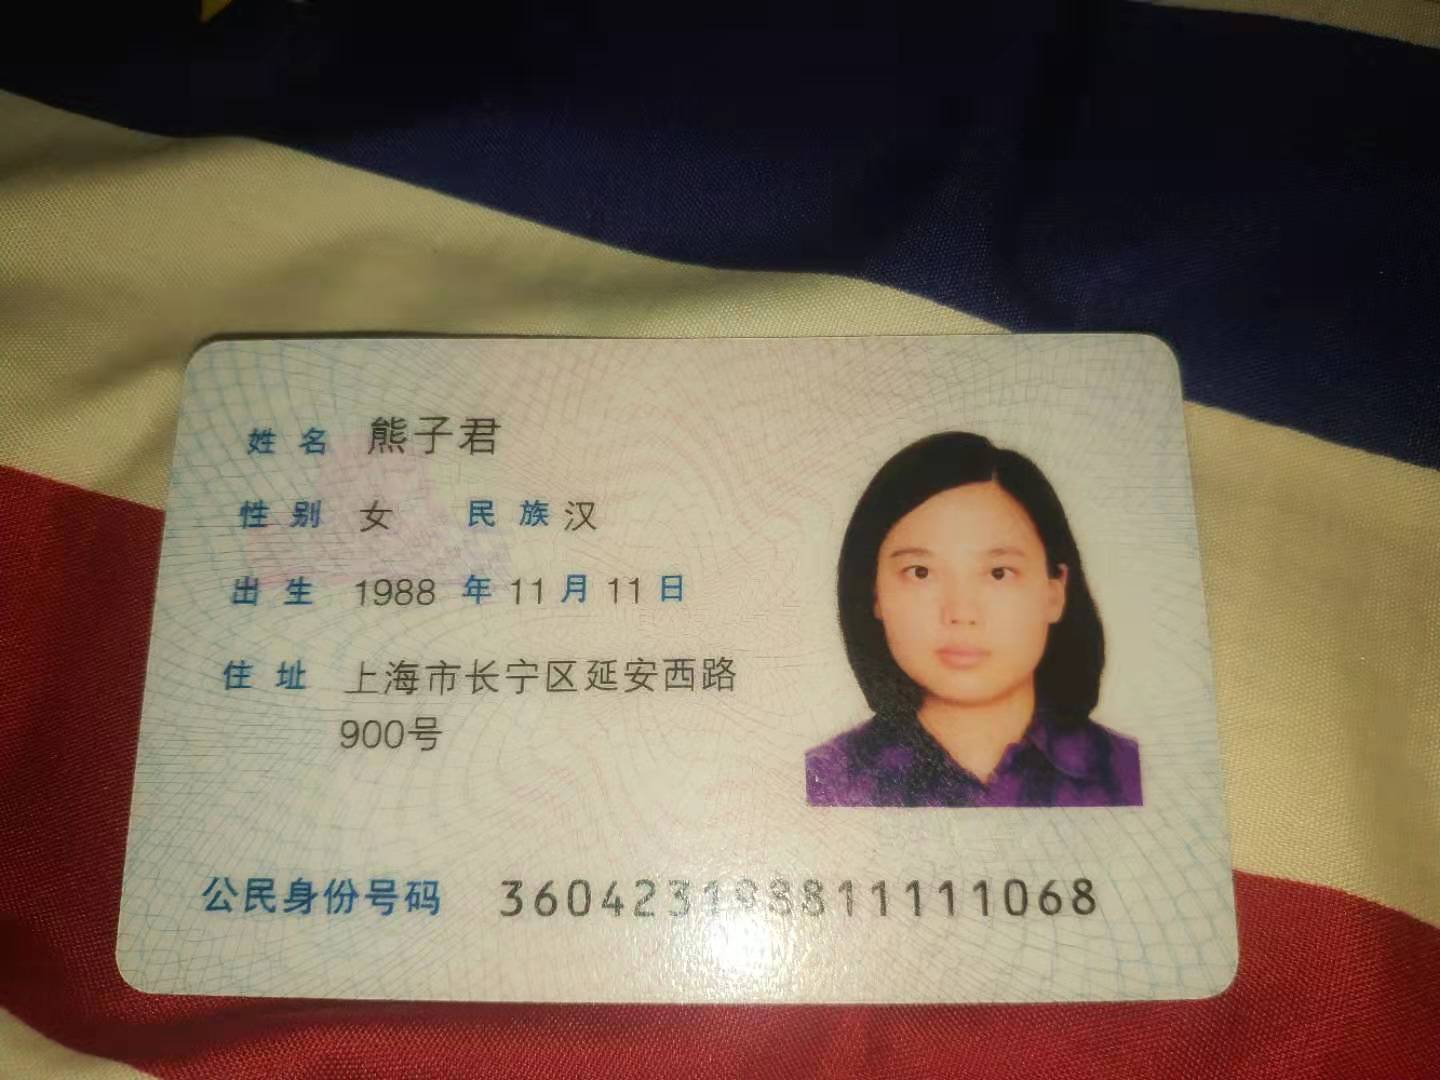 姓名 熊子君
性别 女 民族 汉
出生 1988 年 11 月 11 日
住址 上海市长宁区延安西路
900号
公民身份号码 360423198811111068